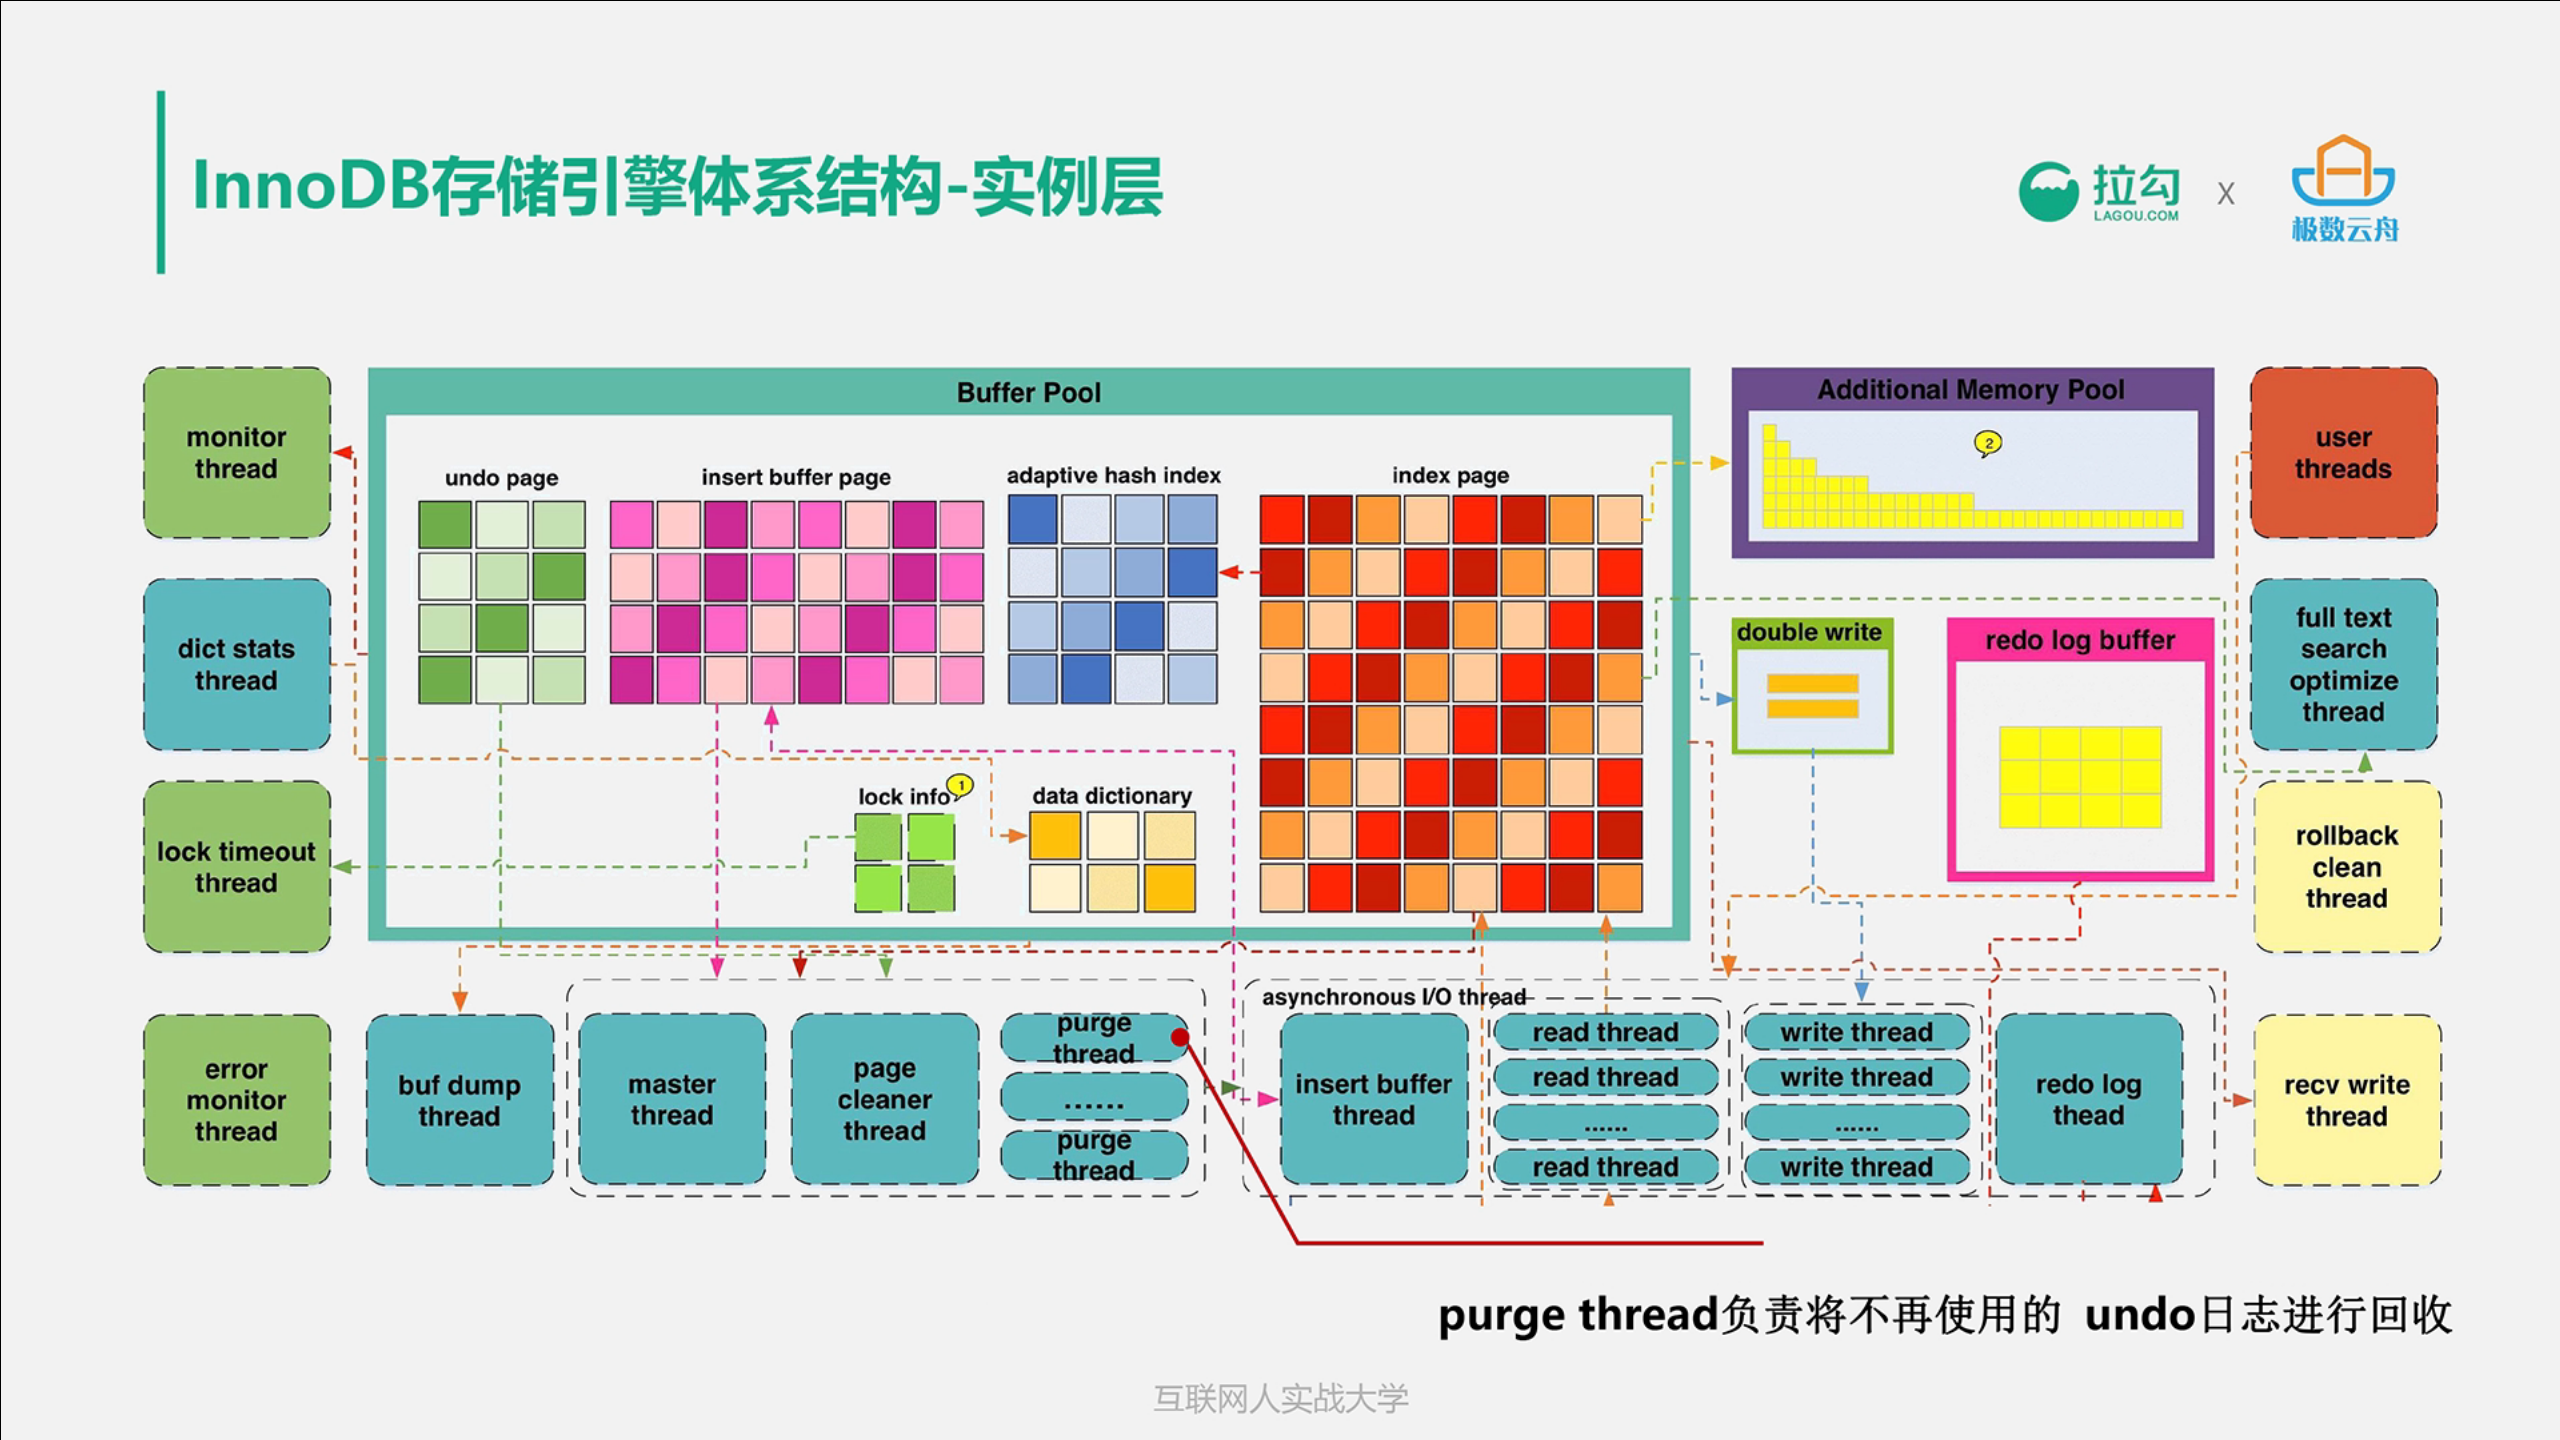 InnoDB存储引擎体系结构-实例层
拉勾
LAGOU.COM
X
极数云舟
monitor
thread
dict stats
thread
lock timeout
thread
error
monitor
thread
Buffer Pool
undo page
insert buffer page
adaptive hash index
index page
lock info
1
data dictionary
Additional Memory Pool
2
double write
redo log buffer
user
threads
full text
search
optimize
thread
rollback
clean
thread
recv write
thread
buf dump
thread
master
thread
page
cleaner
thread
purge
thread
......
purge
thread
asynchronous I/O thread
insert buffer
thread
read thread
read thread
......
read thread
write thread
write thread
......
write thread
redo log
thead
purge thread负责将不再使用的 undo日志进行回收
互联网人实战大学